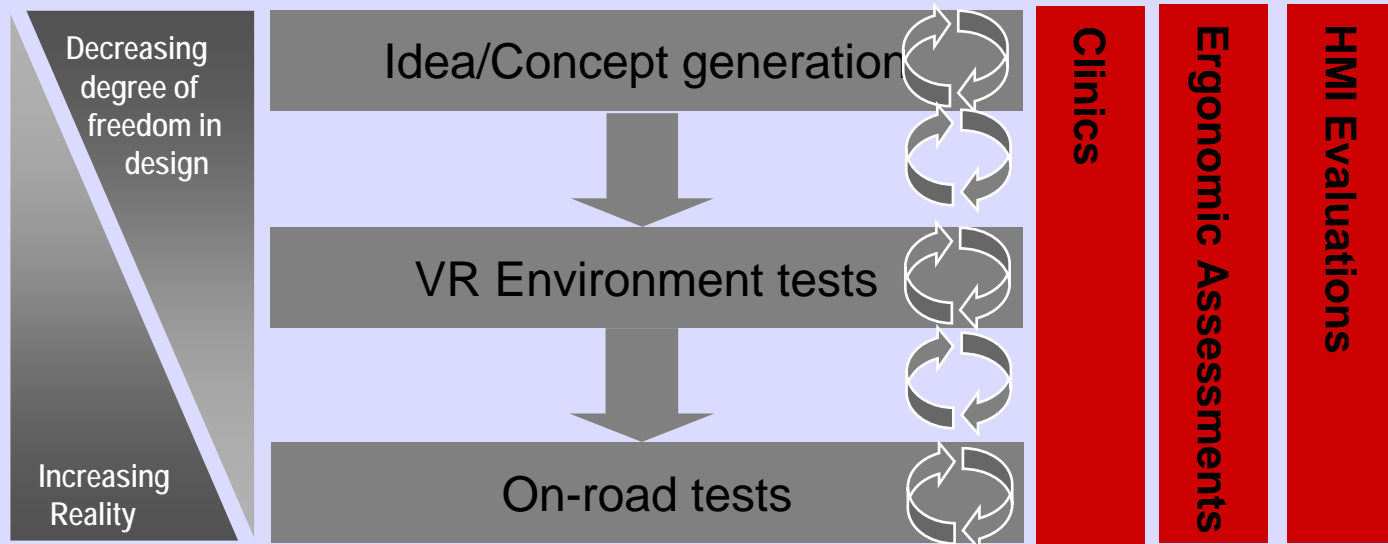 Decreasing
degree of
freedom in
design
Increasing
Reality
Idea/Concept generation
VR Environment tests
On-road tests
Clinics
Ergonomic Assessments
HMI Evaluations